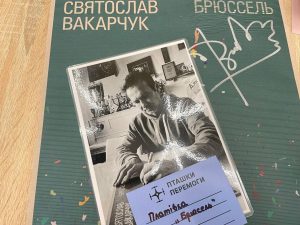 СВЯТОСЛАВ БРЮССЕЛЬ
ВАКАРЧУК
ПТАШКИ
ПЕРЕМОГИ
Платівка
„Брюссель"